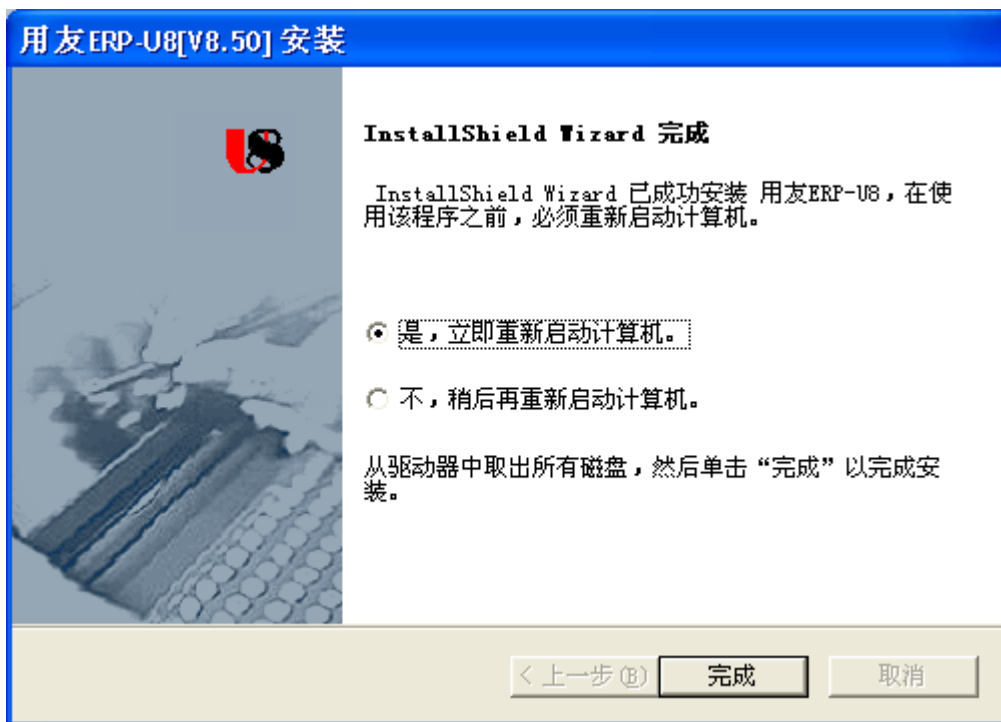 用友ERP-U8[V8.50] 安装
U8
InstallShield Wizard 完成
InstallShield Wizard 已成功安装 用友ERP-U8，在使
用该程序之前，必须重新启动计算机。
是，立即重新启动计算机。
不，稍后再重新启动计算机。
从驱动器中取出所有磁盘，然后单击“完成”以完成安
装。
< 上一步(B)
完成
取消